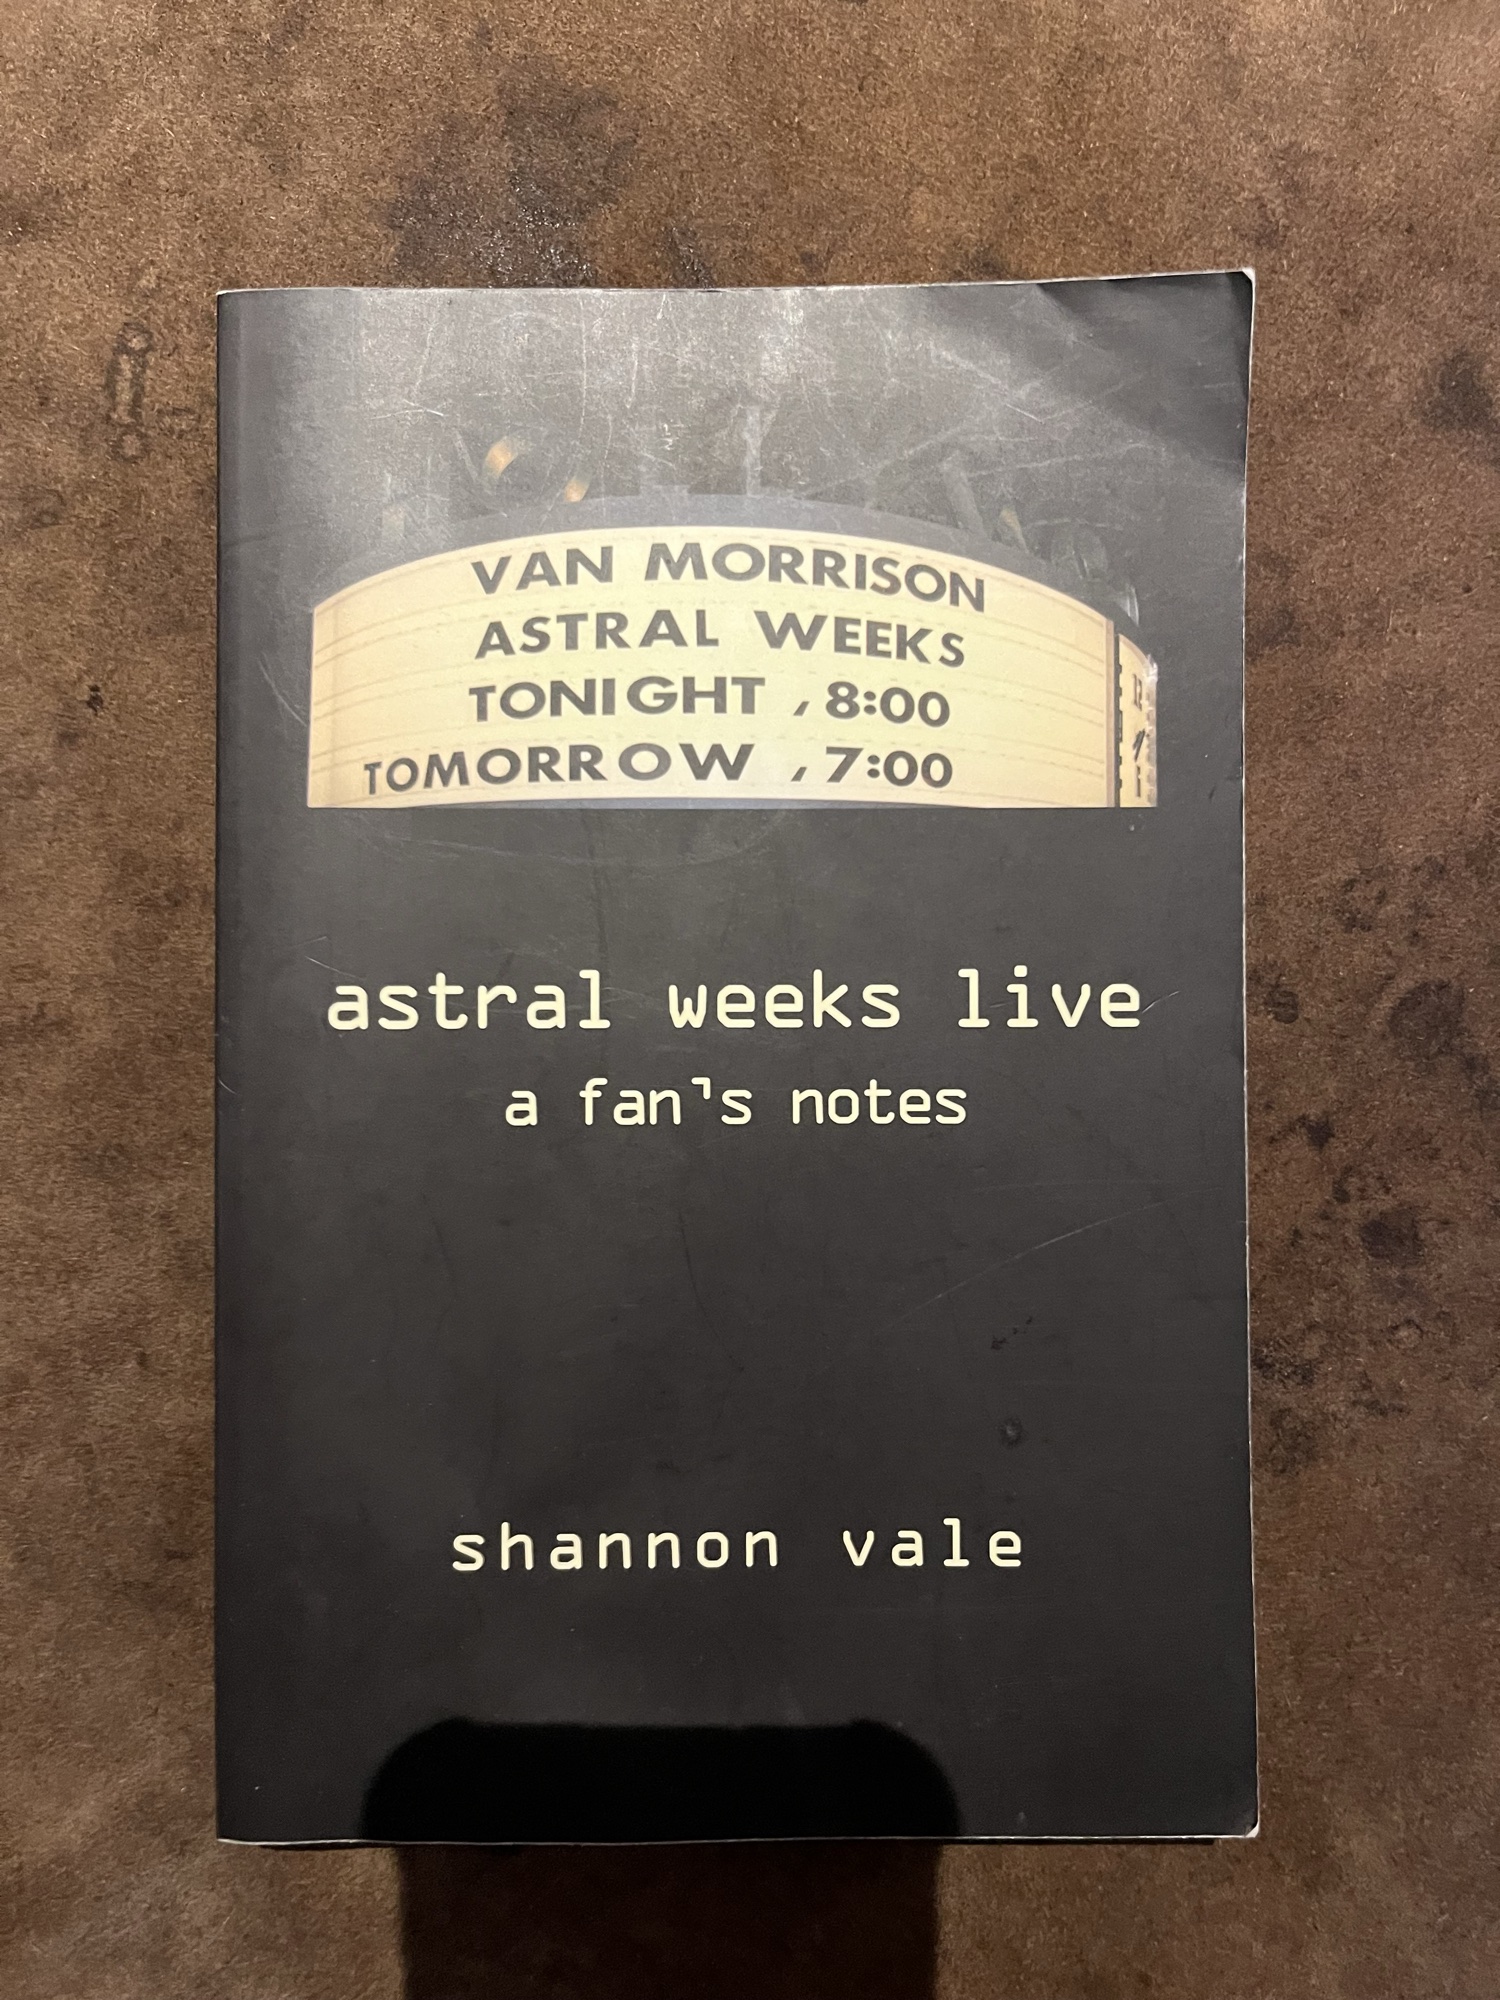 VAN MORRISON
ASTRAL WEEKS
TONIGHT , 8:00
TOMORROW , 7:00
astral weeks live
a fan's notes
shannon vale